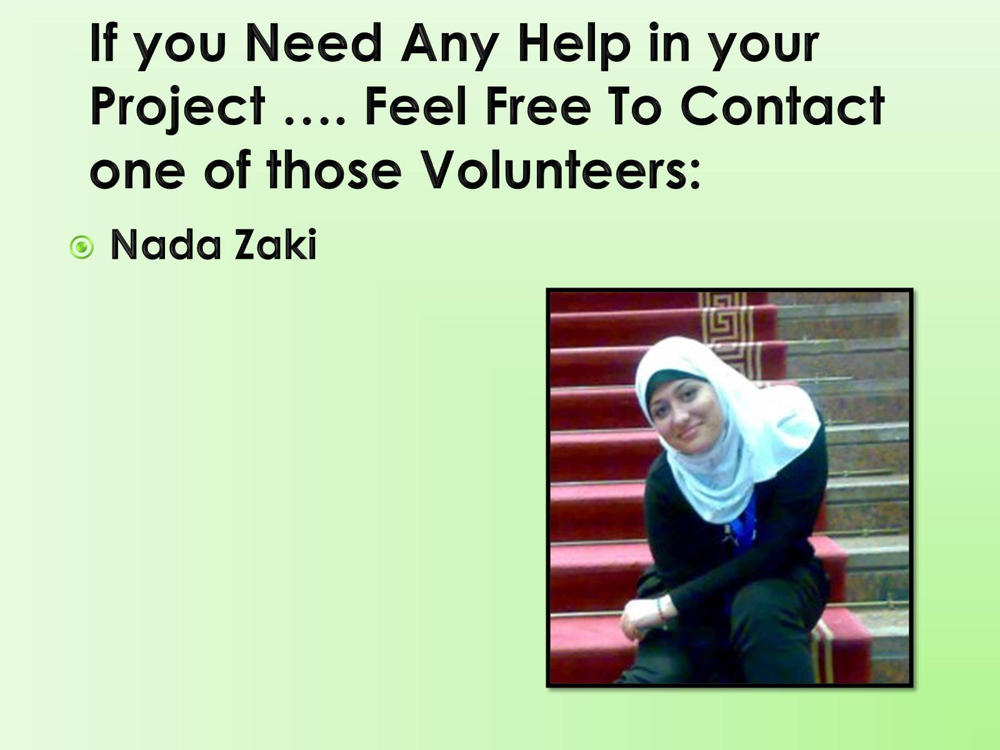 If you Need Any Help in your
Project .... Feel Free To Contact
one of those Volunteers:
Nada Zaki